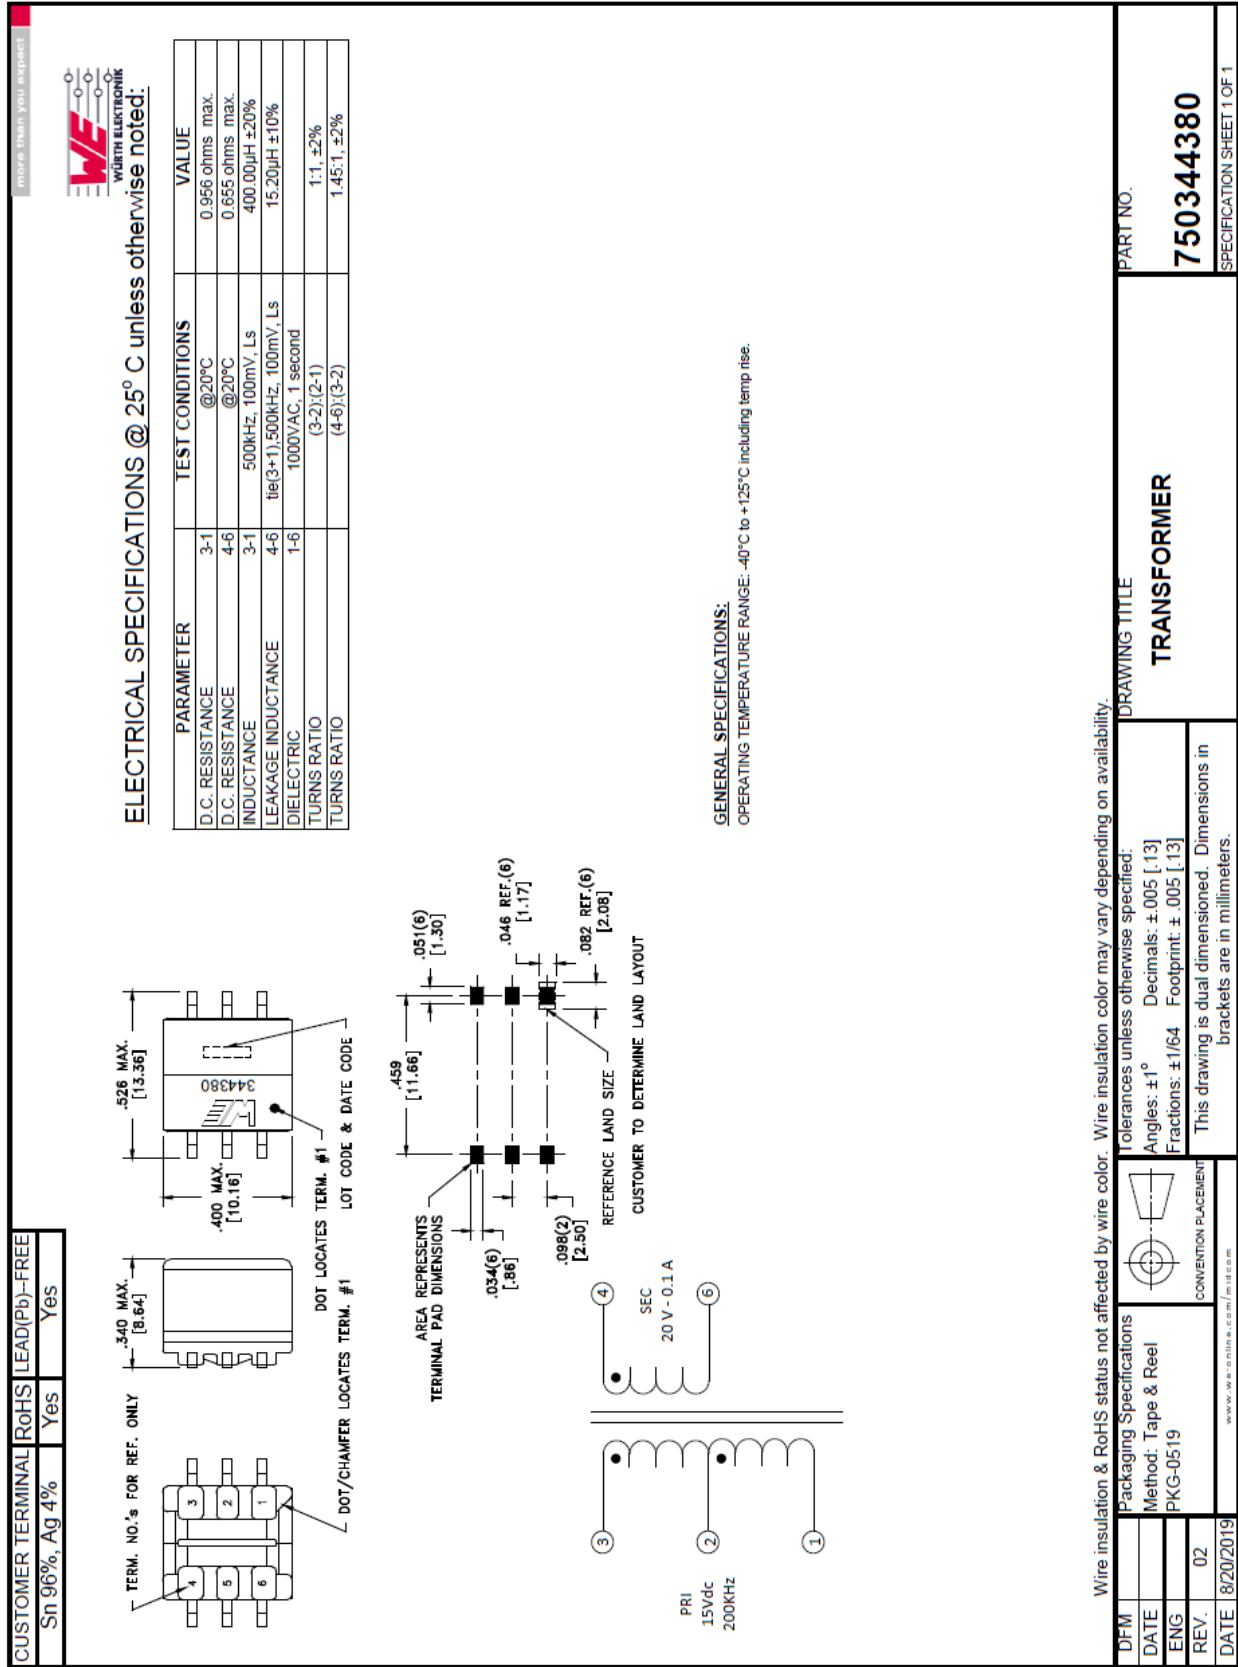 more than you expect
WÜRTH ELEKTRONIK
CUSTOMER TERMINAL RoHS LEAD(Pb)-FREE
Sn 96%, Ag 4% Yes Yes
TERM. NO.'s FOR REF. ONLY
4 5 6 3 2 1
DOT/CHAMFER LOCATES TERM. #1
.340 MAX.
[8.64]
.400 MAX.
[10.16]
.526 MAX.
[13.36]
344380
DOT LOCATES TERM. #1
LOT CODE & DATE CODE
ELECTRICAL SPECIFICATIONS @ 25° C unless otherwise noted:
PARAMETER TEST CONDITIONS VALUE
D.C. RESISTANCE 3-1 @20°C 0.956 ohms max.
D.C. RESISTANCE 4-6 @20°C 0.655 ohms max.
INDUCTANCE 3-1 500kHz, 100mV, Ls 400.00µH ±20%
LEAKAGE INDUCTANCE 4-6 tie(3+1),500kHz, 100mV, Ls 15.20µH ±10%
DIELECTRIC 1-6 1000VAC, 1 second
TURNS RATIO (3-2):(2-1) 1:1, ±2%
TURNS RATIO (4-6):(3-2) 1.45:1, ±2%
AREA REPRESENTS
TERMINAL PAD DIMENSIONS
.034(6)
[.86]
.098(2)
[2.50]
.459
[11.66]
.051(6)
[1.30]
.046 REF.(6)
[1.17]
.082 REF.(6)
[2.08]
REFERENCE LAND SIZE
CUSTOMER TO DETERMINE LAND LAYOUT
PRI
15Vdc
200KHz
3
2
1
4
SEC
20 V - 0.1 A
6
GENERAL SPECIFICATIONS:
OPERATING TEMPERATURE RANGE: -40°C to +125°C including temp rise.
Wire insulation & RoHS status not affected by wire color. Wire insulation color may vary depending on availability.
DFM
DATE
ENG
REV. 02
DATE 8/20/2019
Packaging Specifications
Method: Tape & Reel
PKG-0519
www.we-online.com/midcom
CONVENTION PLACEMENT
Tolerances unless otherwise specified:
Angles: ±1° Decimals: ±.005 [.13]
Fractions: ±1/64 Footprint: ± .005 [.13]
This drawing is dual dimensioned. Dimensions in
brackets are in millimeters.
DRAWING TITLE
TRANSFORMER
PART NO.
750344380
SPECIFICATION SHEET 1 OF 1